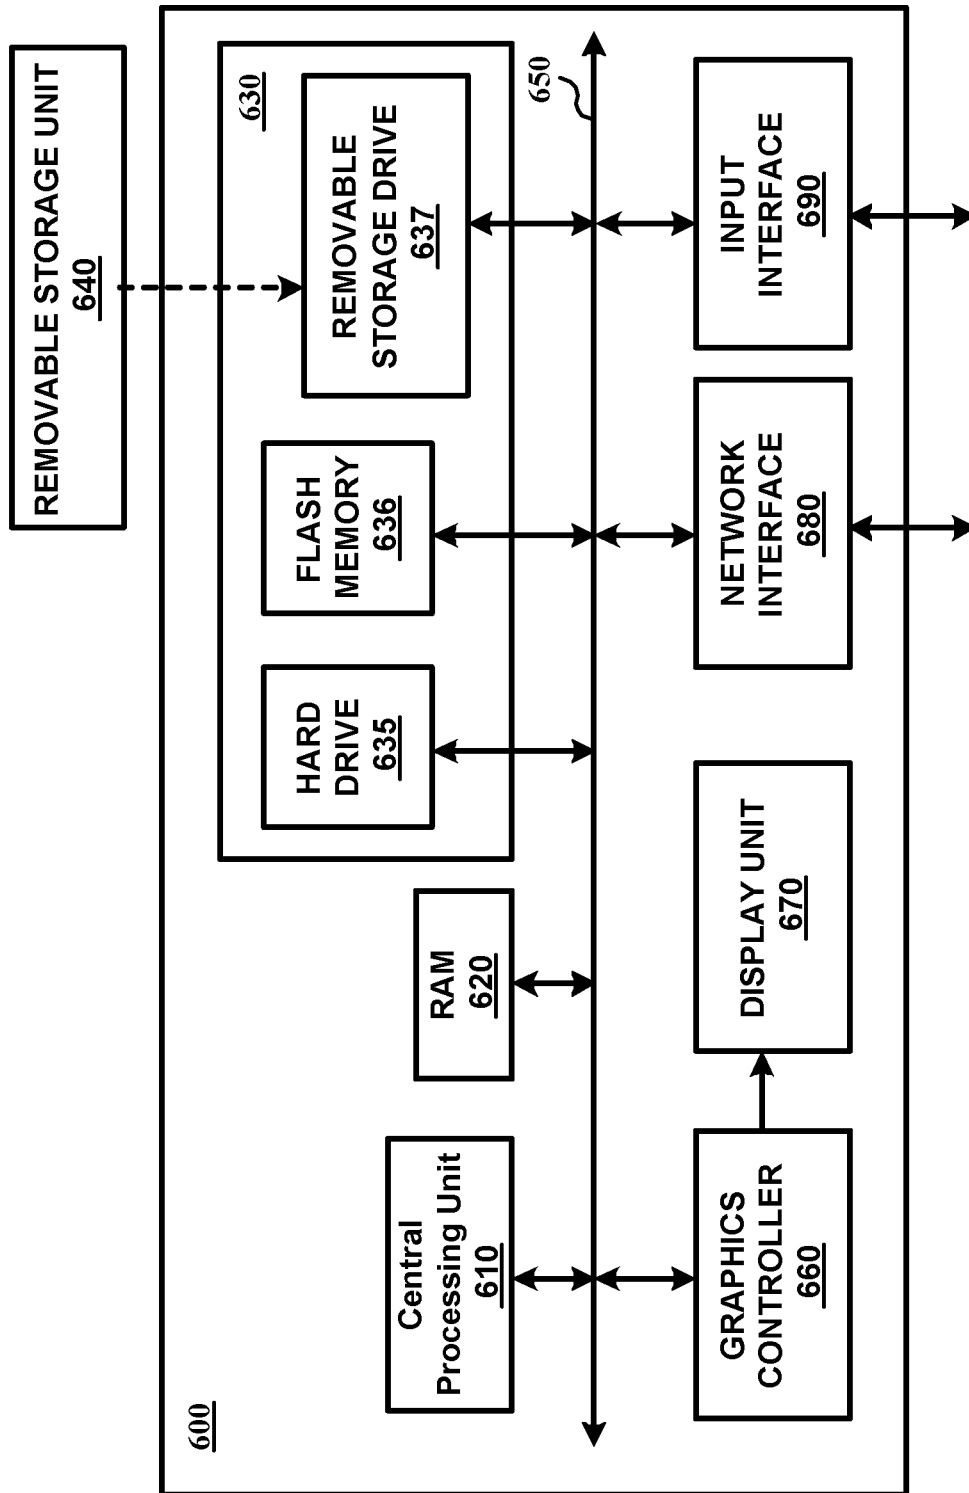 600
REMOVABLE STORAGE UNIT
640
630
Central
Processing Unit
610
RAM
620
HARD
DRIVE
635
FLASH
MEMORY
636
REMOVABLE
STORAGE DRIVE
637
650
GRAPHICS
CONTROLLER
660
DISPLAY UNIT
670
NETWORK
INTERFACE
680
INPUT
INTERFACE
690